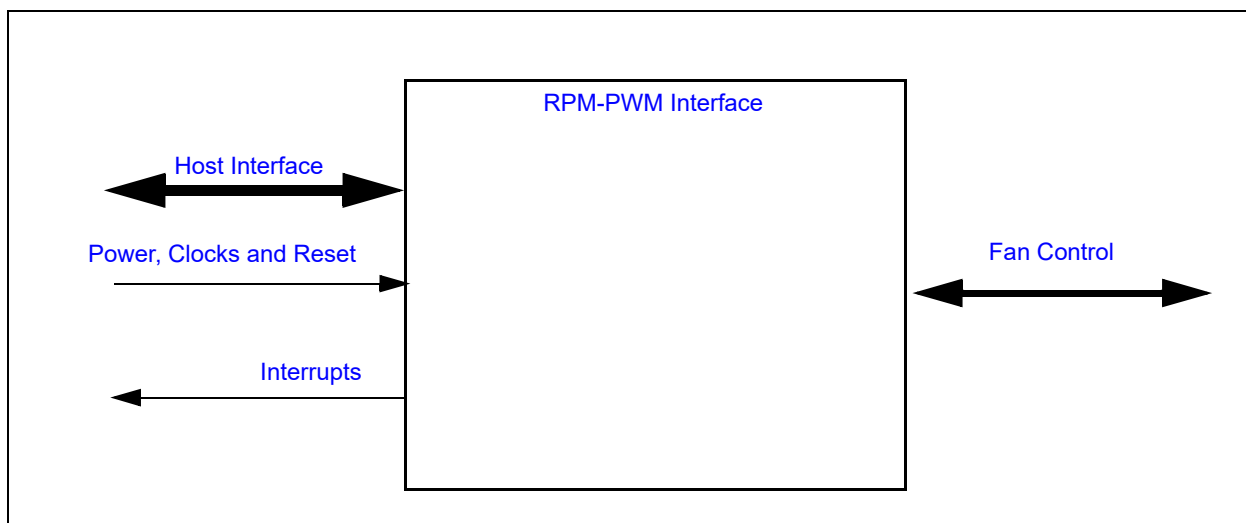 RPM-PWM Interface
Host Interface
Power, Clocks and Reset
Fan Control
Interrupts